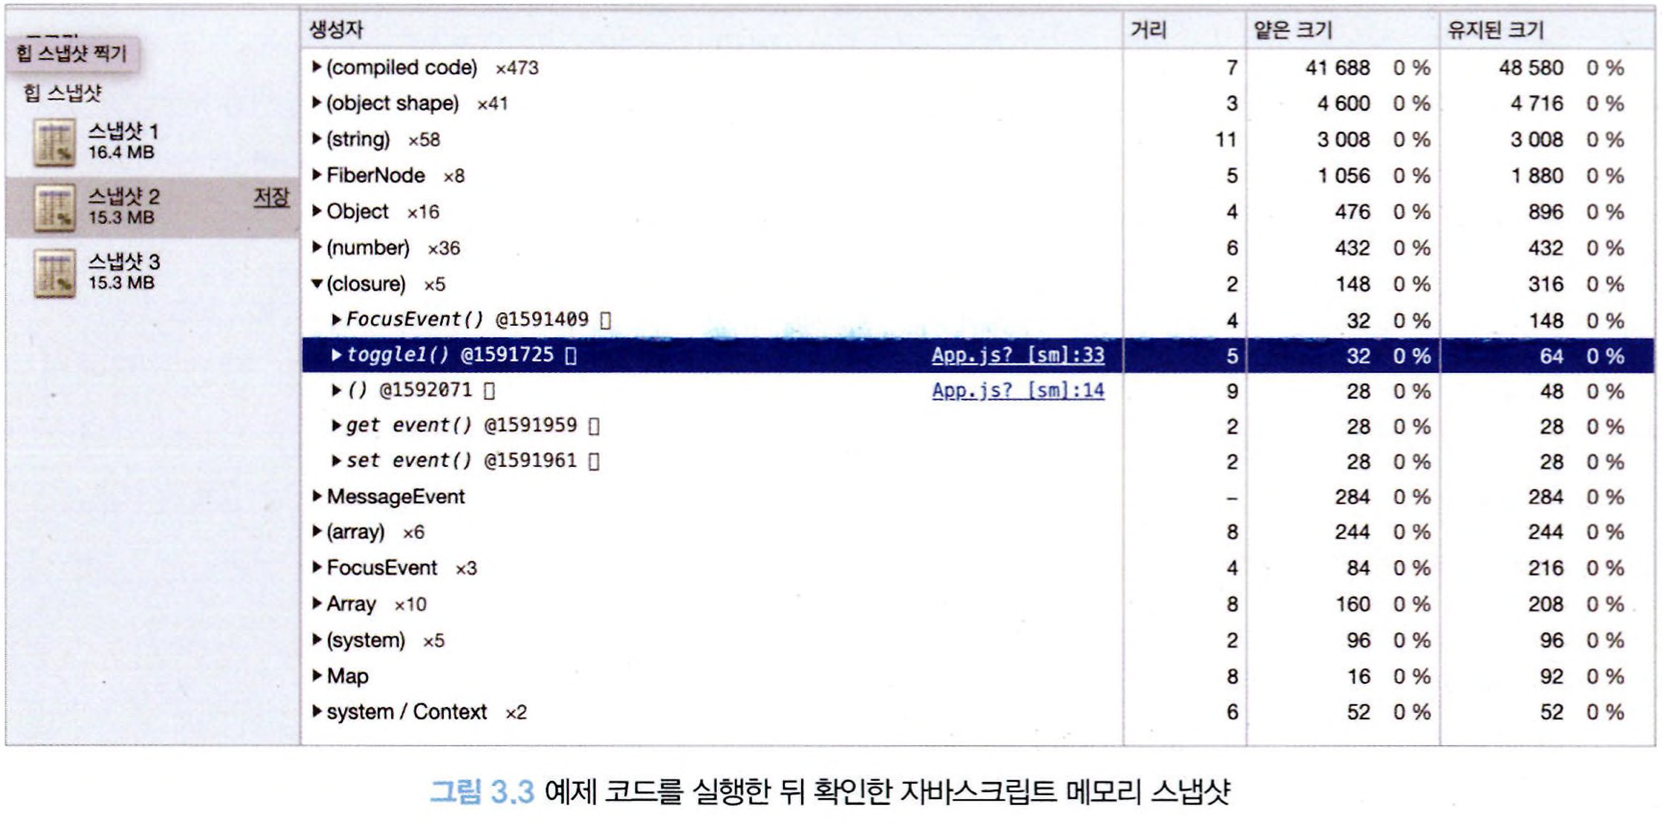 힙 스냅샷 찍기
힙 스냅샷
스냅샷 1
16.4 MB
스냅샷 2 저장
15.3 MB
스냅샷 3
15.3 MB
생성자 거리 얕은 크기 유지된 크기
▶(compiled code) ×473 7 41 688 0 % 48 580 0 %
▶(object shape) ×41 3 4 600 0 % 4 716 0 %
▶(string) ×58 11 3 008 0 % 3 008 0 %
▶FiberNode ×8 5 1 056 0 % 1 880 0 %
▶Object ×16 4 476 0 % 896 0 %
▶(number) ×36 6 432 0 % 432 0 %
▼(closure) ×5 2 148 0 % 316 0 %
▶FocusEvent() @1591409 4 32 0 % 148 0 %
▶toggle1() @1591725 App.js? [sm]:33 5 32 0 % 64 0 %
▶() @1592071 App.js? [sm]:14 9 28 0 % 48 0 %
▶get event() @1591959 2 28 0 % 28 0 %
▶set event() @1591961 2 28 0 % 28 0 %
▶MessageEvent – 284 0 % 284 0 %
▶(array) ×6 8 244 0 % 244 0 %
▶FocusEvent ×3 4 84 0 % 216 0 %
▶Array ×10 8 160 0 % 208 0 %
▶(system) ×5 2 96 0 % 96 0 %
▶Map 8 16 0 % 92 0 %
▶system / Context ×2 6 52 0 % 52 0 %
그림 3.3 예제 코드를 실행한 뒤 확인한 자바스크립트 메모리 스냅샷